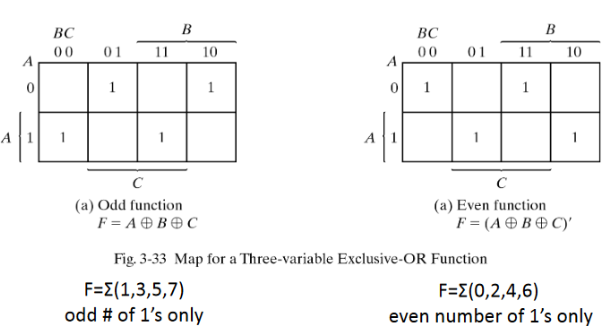 BC B BC B
A 00 01 11 10 A 00 01 11 10
0 1 1 0 1 1
A 1 1 1 A 1 1 1
C C
(a) Odd function (a) Even function
F = A ⊕ B ⊕ C F = (A ⊕ B ⊕ C)'
Fig. 3-33 Map for a Three-variable Exclusive-OR Function
F=Σ(1,3,5,7) F=Σ(0,2,4,6)
odd # of 1's only even number of 1's only